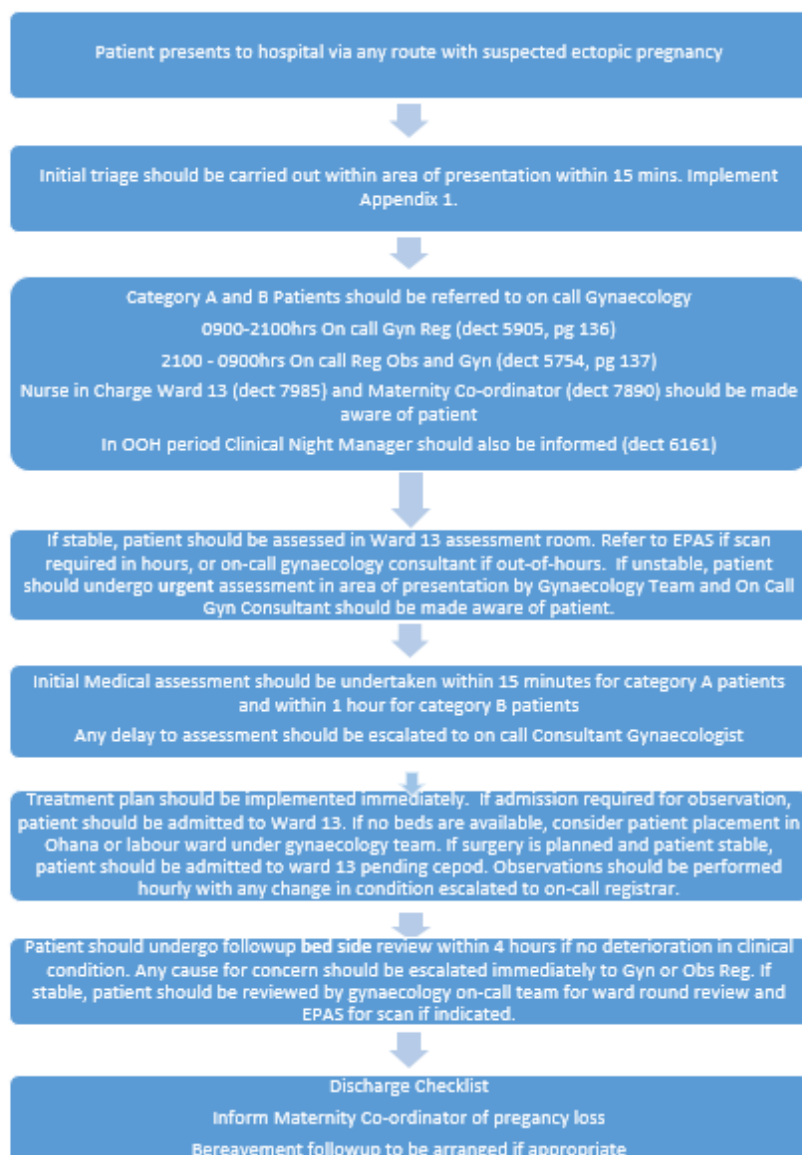 Patient presents to hospital via any route with suspected ectopic pregnancy
Initial triage should be carried out within area of presentation within 15 mins. Implement
Appendix 1.
Category A and B Patients should be referred to on call Gynaecology
0900-2100hrs On call Gyn Reg (dect 5905, pg 136)
2100 - 0900hrs On call Reg Obs and Gyn (dect 5754, pg 137)
Nurse in Charge Ward 13 (dect 7985) and Maternity Co-ordinator (dect 7890) should be made
aware of patient
In OOH period Clinical Night Manager should also be informed (dect 6161)
If stable, patient should be assessed in Ward 13 assessment room. Refer to EPAS if scan
required in hours, or on-call gynaecology consultant if out-of-hours.  If unstable, patient
should undergo urgent assessment in area of presentation by Gynaecology Team and On Call
Gyn Consultant should be made aware of patient.
Initial Medical assessment should be undertaken within 15 minutes for category A patients
and within 1 hour for category B patients
Any delay to assessment should be escalated to on call Consultant Gynaecologist
Treatment plan should be implemented immediately.  If admission required for observation,
patient should be admitted to Ward 13. If no beds are available, consider patient placement in
Ohana or labour ward under gynaecology team. If surgery is planned and patient stable,
patient should be admitted to ward 13 pending cepod. Observations should be performed
hourly with any change in condition escalated to on-call registrar.
Patient should undergo followup bed side review within 4 hours if no deterioration in clinical
condition. Any cause for concern should be escalated immediately to Gyn or Obs Reg. If
stable, patient should be reviewed by gynaecology on-call team for ward round review and
EPAS for scan if indicated.
Discharge Checklist
Inform Maternity Co-ordinator of pregancy loss
Bereavement followup to be arranged if appropriate